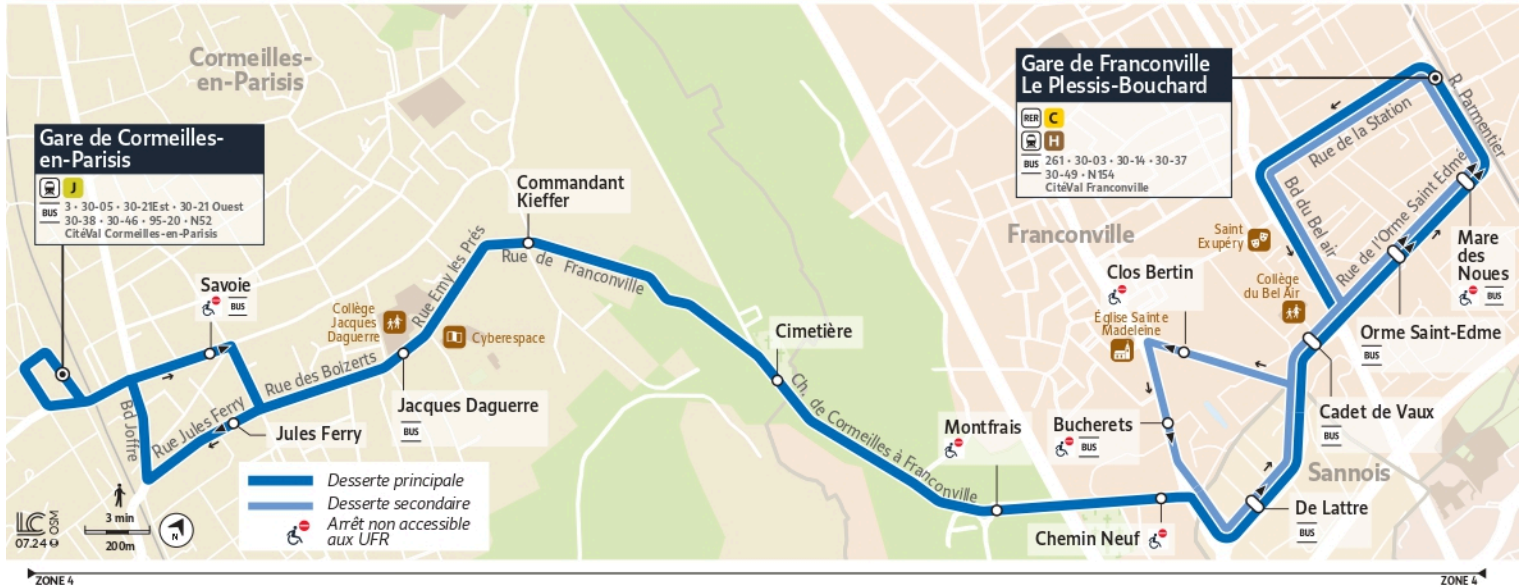 Cormeilles-
en-Parisis
Gare de Cormeilles-
en-Parisis
J
BUS
3 • 30-05 • 30-21Est • 30-21 Ouest
30-38 • 30-46 • 95-20 • N52
CitéVal Cormeilles-en-Parisis
Savoie
BUS
Bd Joffre
Rue Jules Ferry
Jules Ferry
Rue des Bolzerts
Collège
Jacques
Daguerre
Cyberespace
Jacques Daguerre
BUS
Rue Emy les Prés
Commandant
Kieffer
Rue de Franconville
Cimetière
Ch. de Cormeilles à Franconville
Montfrais
Chemin Neuf
Bucherets
BUS
Clos Bertin
Église Sainte
Madeleine
Franconville
Gare de Franconville
Le Plessis-Bouchard
RER C
H
BUS
261 • 30-03 • 30-14 • 30-37
30-49 • N154
CitéVal Franconville
Saint
Exupéry
Collège
du Bel Air
Bd du Bel air
Rue de la Station
R. Parmentier
Rue de l'Orme Saint Edme
Mare
des
Noues
BUS
Orme Saint-Edme
BUS
Cadet de Vaux
BUS
Sannois
De Lattre
BUS
Desserte principale
Desserte secondaire
Arrêt non accessible
aux UFR
3 min
200m
N
LC
OSM
07.24
ZONE 4
ZONE 4